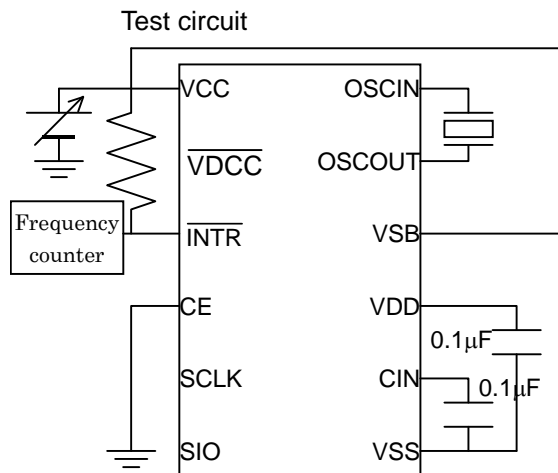 Test circuit
VCC
OSCIN
VDCC
OSCOUT
Frequency
counter
INTR
VSB
CE
VDD
0.1μF
SCLK
CIN
0.1μF
SIO
VSS